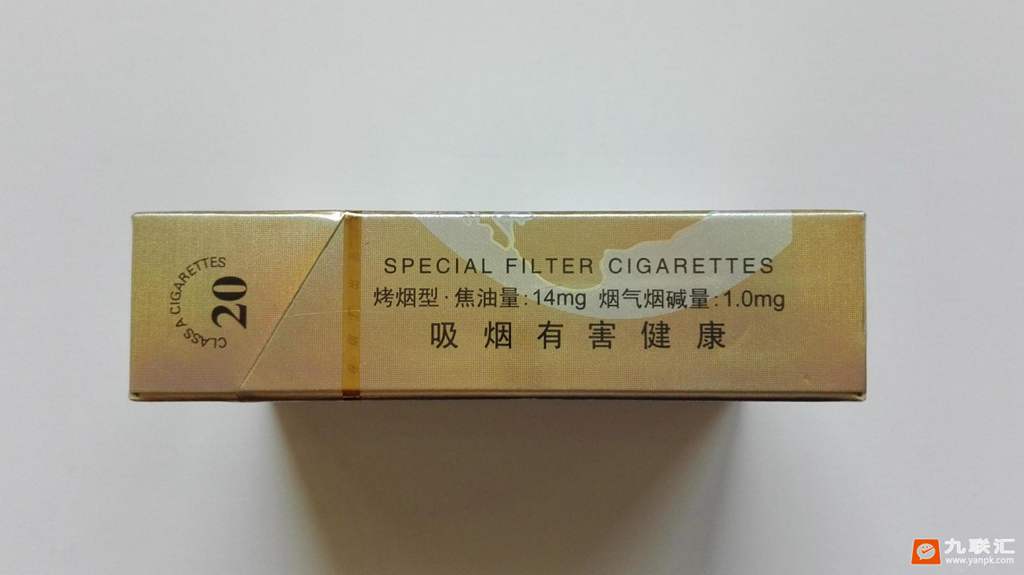 CLASS A CIGARETTES
20
SPECIAL FILTER CIGARETTES
烤烟型·焦油量:14mg 烟气烟碱量:1.0mg
吸烟有害健康
九联汇
www.yanpk.com